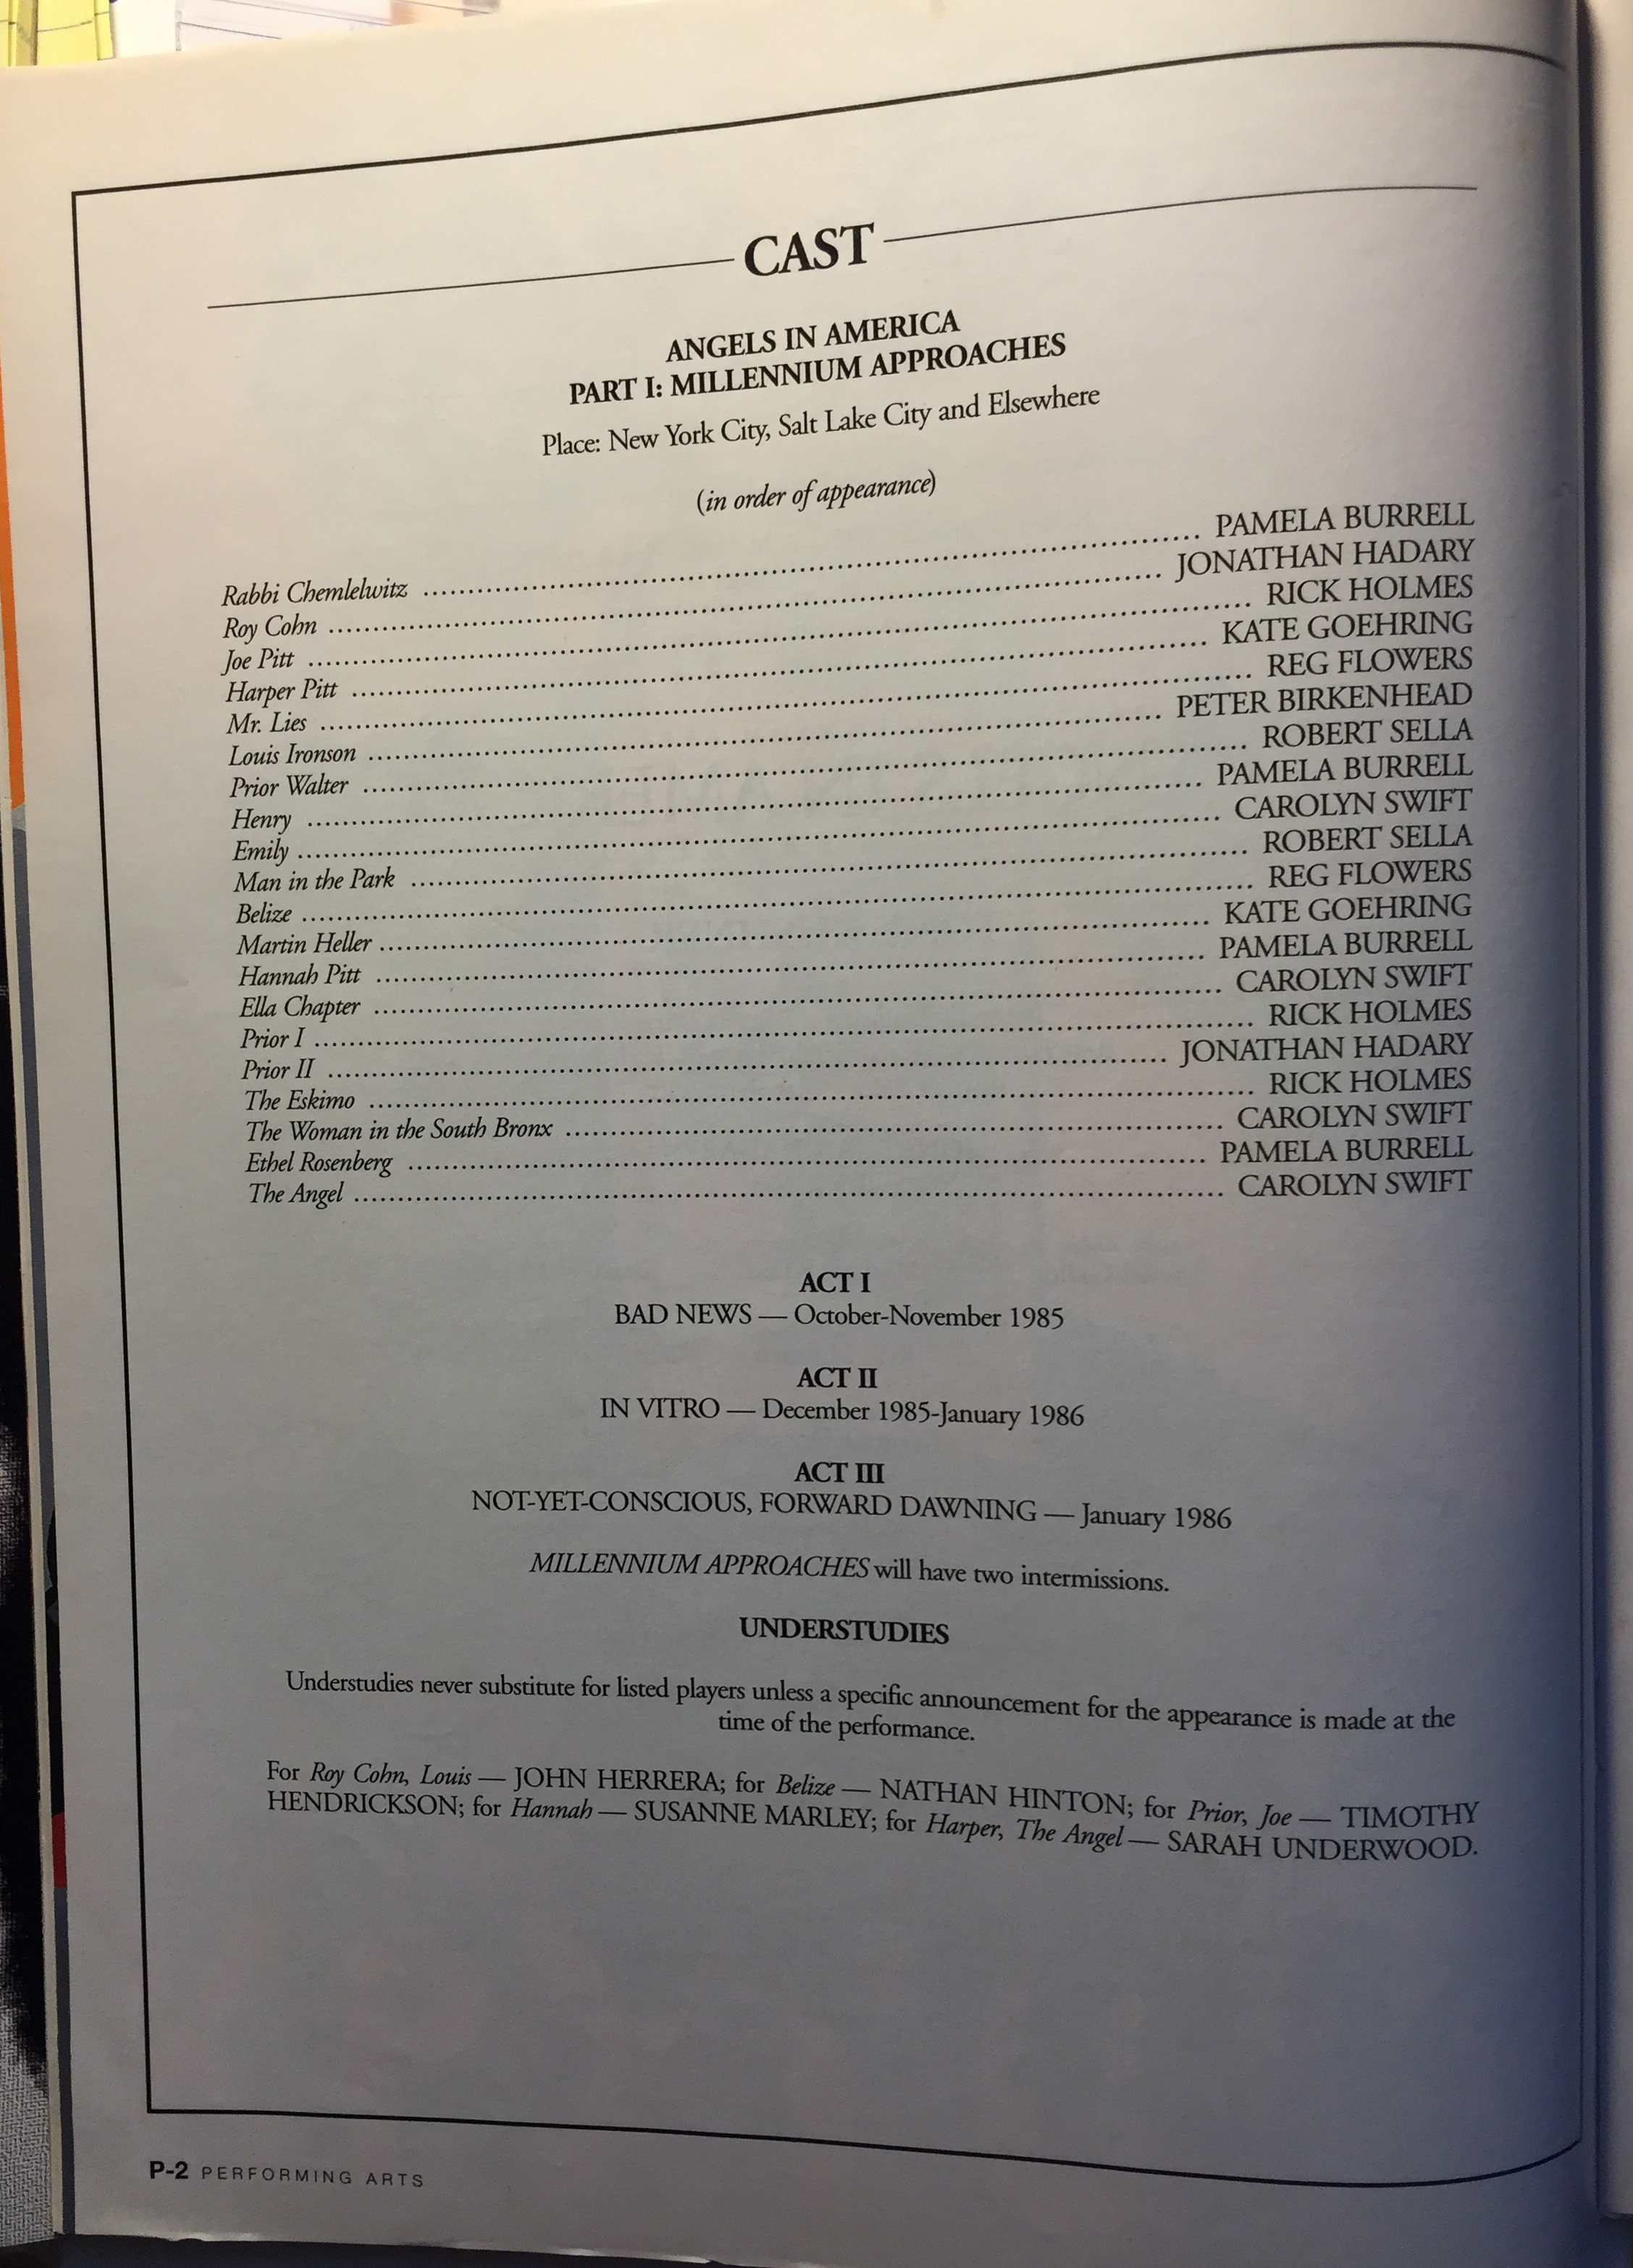 CAST
ANGELS IN AMERICA
PART I: MILLENNIUM APPROACHES
Place: New York City, Salt Lake City and Elsewhere
(in order of appearance)
Rabbi Chemlelwitz ........ PAMELA BURRELL
Roy Cohn ........ JONATHAN HADARY
Joe Pitt ........ RICK HOLMES
Harper Pitt ........ KATE GOEHRING
Mr. Lies ........ REG FLOWERS
Louis Ironson ........ PETER BIRKENHEAD
Prior Walter ........ ROBERT SELLA
Henry ........ PAMELA BURRELL
Emily ........ CAROLYN SWIFT
Man in the Park ........ ROBERT SELLA
Belize ........ REG FLOWERS
Martin Heller ........ KATE GOEHRING
Hannah Pitt ........ PAMELA BURRELL
Ella Chapter ........ CAROLYN SWIFT
Prior I ........ RICK HOLMES
Prior II ........ JONATHAN HADARY
The Eskimo ........ RICK HOLMES
The Woman in the South Bronx ........ CAROLYN SWIFT
Ethel Rosenberg ........ PAMELA BURRELL
The Angel ........ CAROLYN SWIFT
ACT I
BAD NEWS — October-November 1985
ACT II
IN VITRO — December 1985-January 1986
ACT III
NOT-YET-CONSCIOUS, FORWARD DAWNING — January 1986
MILLENNIUM APPROACHES will have two intermissions.
UNDERSTUDIES
Understudies never substitute for listed players unless a specific announcement for the appearance is made at the
time of the performance.
For Roy Cohn, Louis — JOHN HERRERA; for Belize — NATHAN HINTON; for Prior, Joe — TIMOTHY
HENDRICKSON; for Hannah — SUSANNE MARLEY; for Harper, The Angel — SARAH UNDERWOOD.
P-2 PERFORMING ARTS